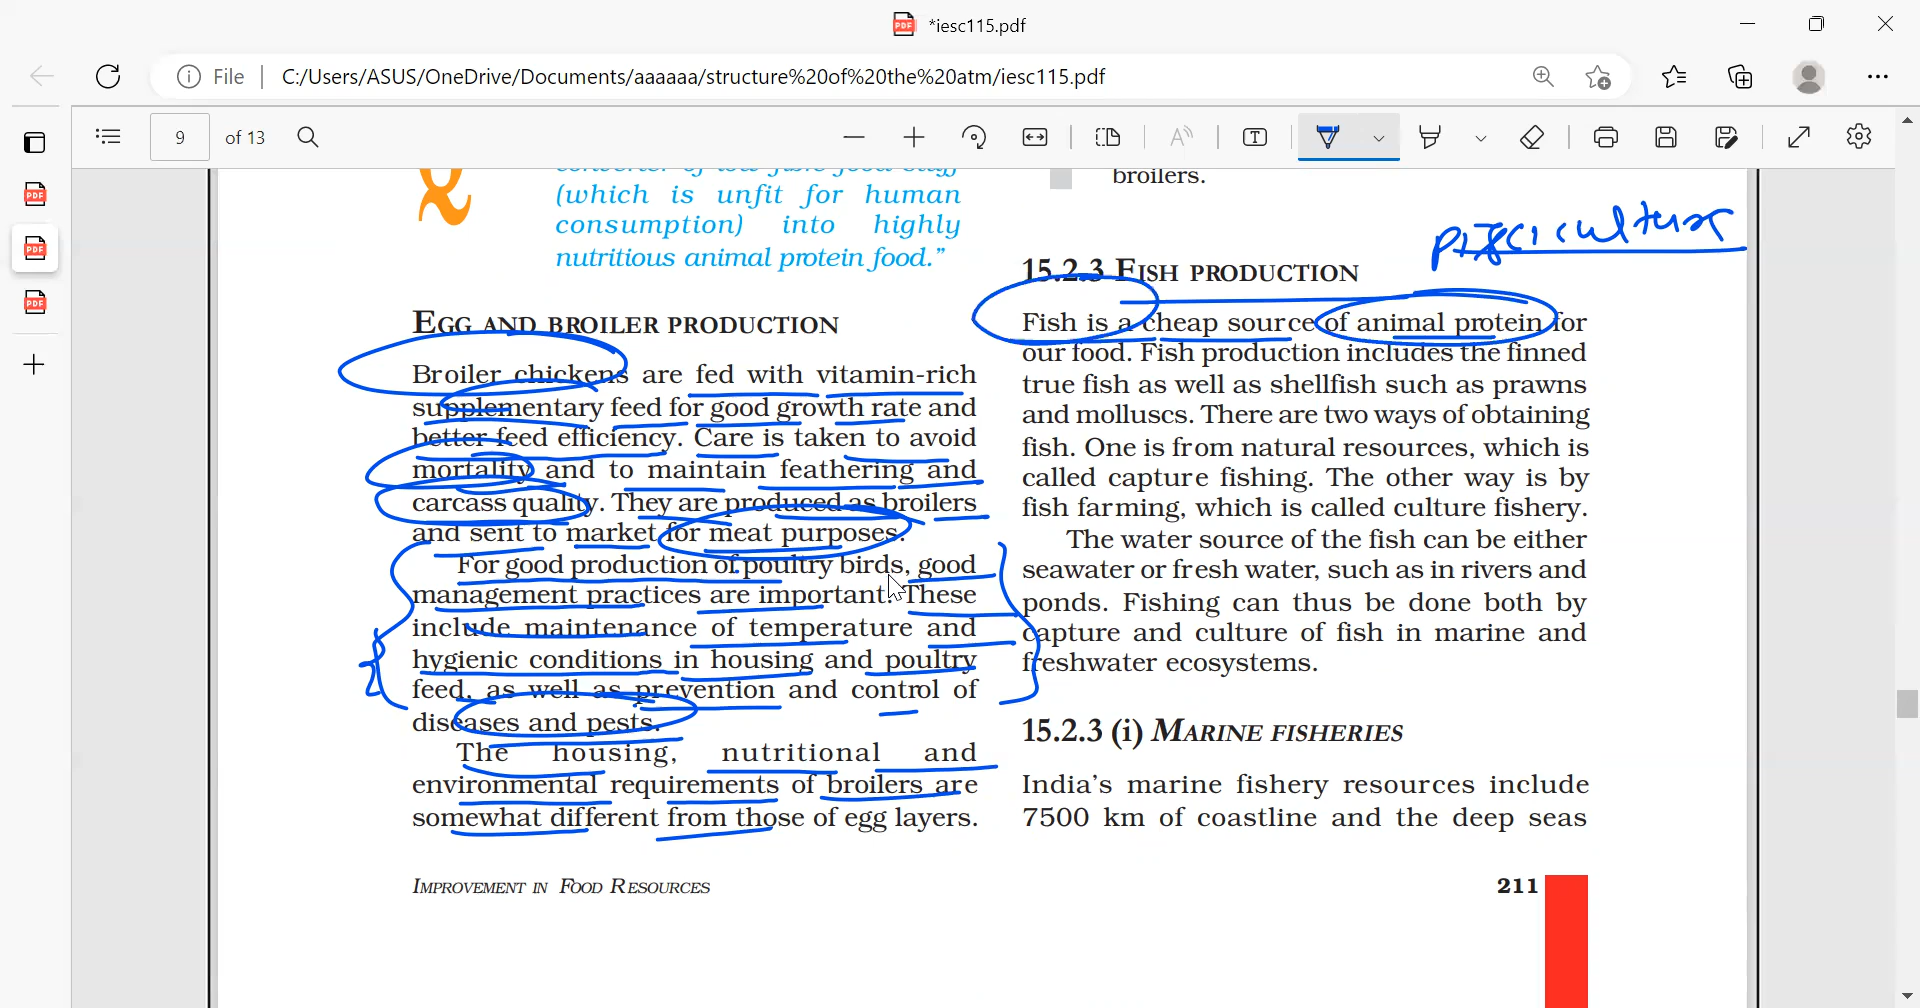 *iesc115.pdf
File
C:/Users/ASUS/OneDrive/Documents/aaaaaa/structure%20of%20the%20atm/iesc115.pdf
9
of 13
(which is unfit for human
consumption) into highly
nutritious animal protein food.”
EGG AND BROILER PRODUCTION
Broiler chickens are fed with vitamin-rich
supplementary feed for good growth rate and
better feed efficiency. Care is taken to avoid
mortality and to maintain feathering and
carcass quality. They are produced as broilers
and sent to market for meat purposes.
For good production of poultry birds, good
management practices are important. These
include maintenance of temperature and
hygienic conditions in housing and poultry
feed, as well as prevention and control of
diseases and pests.
The housing, nutritional and
environmental requirements of broilers are
somewhat different from those of egg layers.
IMPROVEMENT IN FOOD RESOURCES
broilers.
15.2.3 FISH PRODUCTION
Fish is a cheap source of animal protein for
our food. Fish production includes the finned
true fish as well as shellfish such as prawns
and molluscs. There are two ways of obtaining
fish. One is from natural resources, which is
called capture fishing. The other way is by
fish farming, which is called culture fishery.
The water source of the fish can be either
seawater or fresh water, such as in rivers and
ponds. Fishing can thus be done both by
capture and culture of fish in marine and
freshwater ecosystems.
15.2.3 (i) MARINE FISHERIES
India’s marine fishery resources include
7500 km of coastline and the deep seas
211